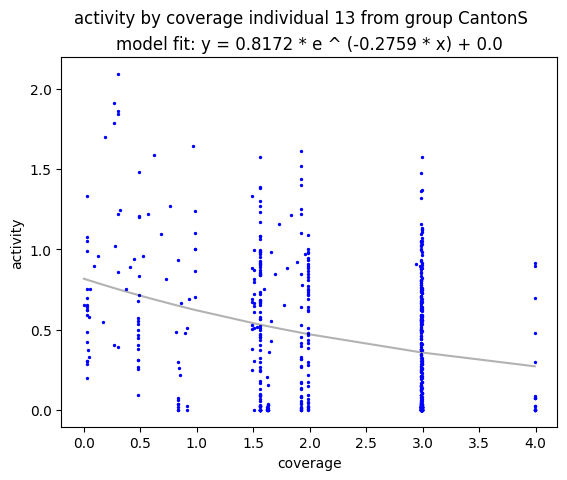 activity by coverage individual 13 from group CantonS
model fit: y = 0.8172 * e ^ (-0.2759 * x) + 0.0
2.0
1.5
1.0
0.5
0.0
activity
0.0 0.5 1.0 1.5 2.0 2.5 3.0 3.5 4.0
coverage